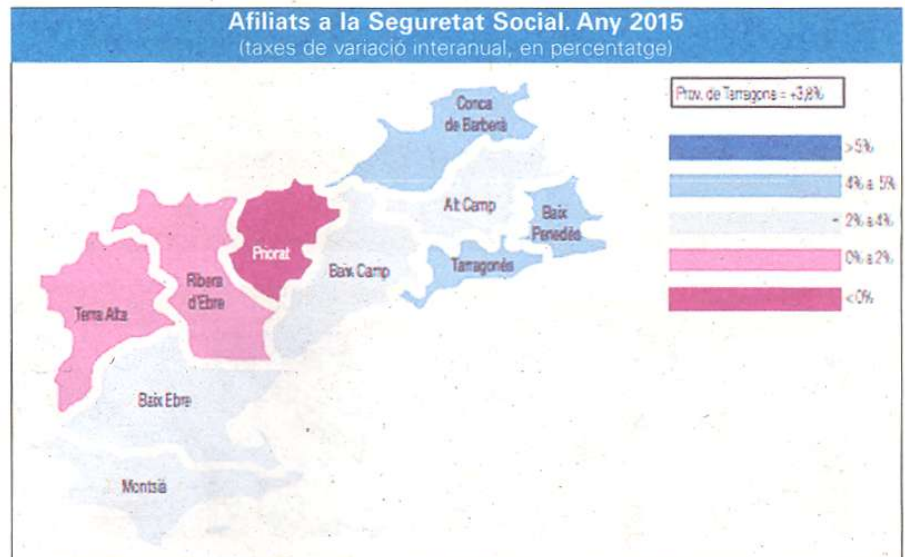 Afiliats a la Seguretat Social. Any 2015
(taxes de variació interanual, en percentatge)
Prov. de Tarragona = +3,8%
Conca
de Barberà
>5%
4% a 5%
2% a 4%
0% a 2%
<0%
Alt Camp
Baix
Penedès
Priorat
Baix Camp
Tarragonès
Ribera
d'Ebre
Terra Alta
Baix Ebre
Montsià